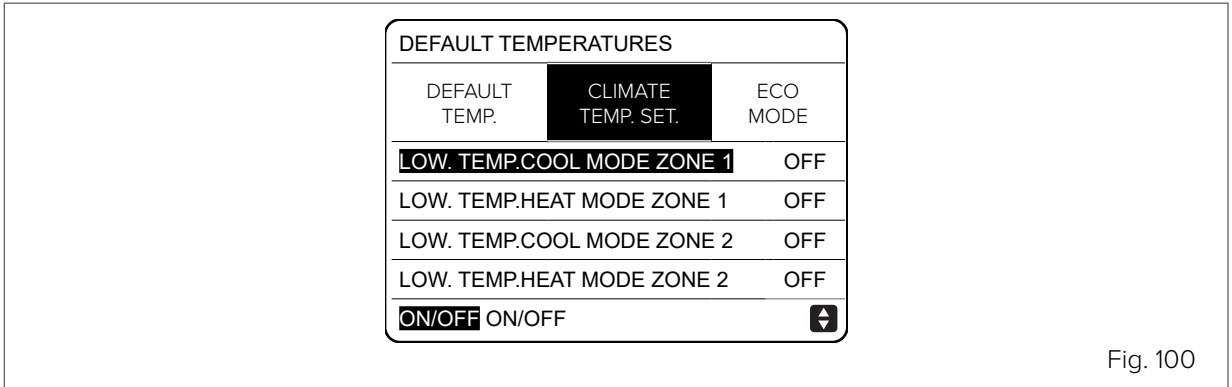 DEFAULT TEMPERATURES
DEFAULT TEMP.
CLIMATE TEMP. SET.
ECO MODE
LOW. TEMP.COOL MODE ZONE 1 OFF
LOW. TEMP.HEAT MODE ZONE 1 OFF
LOW. TEMP.COOL MODE ZONE 2 OFF
LOW. TEMP.HEAT MODE ZONE 2 OFF
ON/OFF ON/OFF
Fig. 100